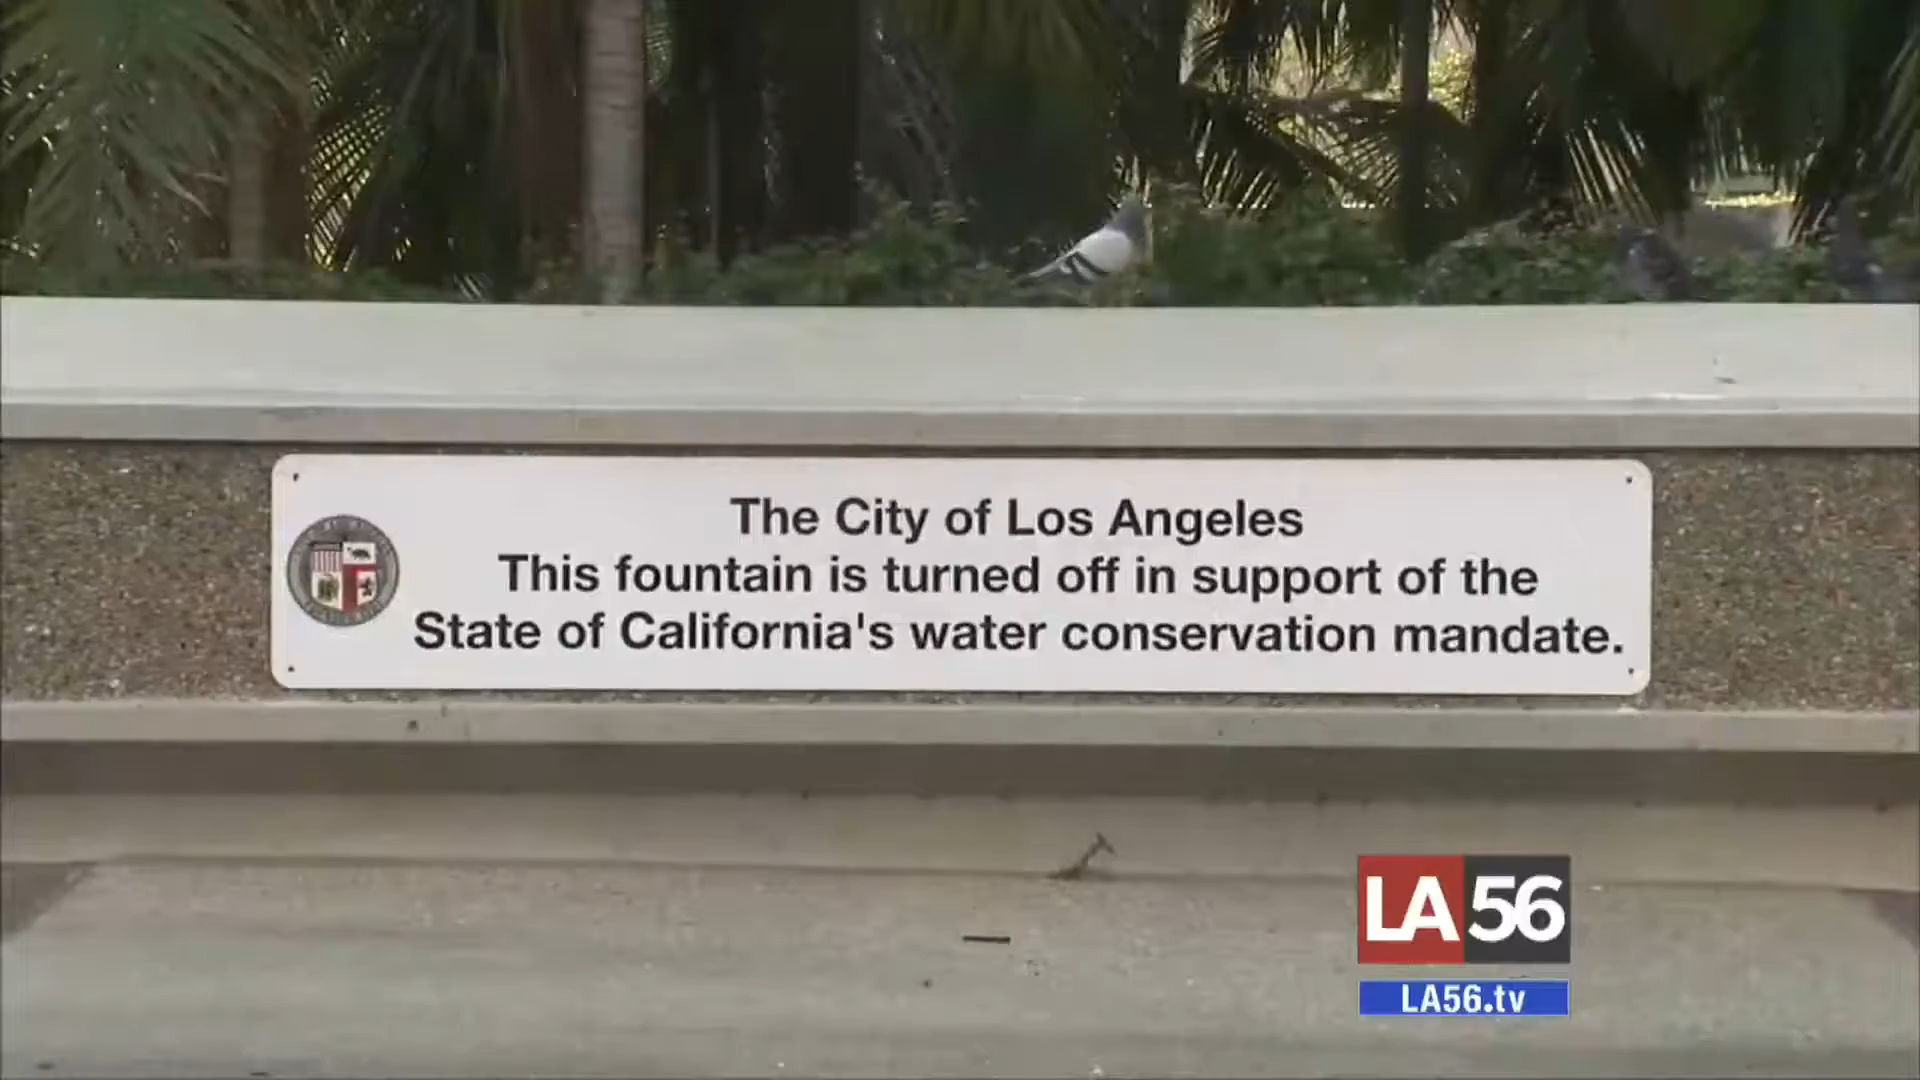 The City of Los Angeles
This fountain is turned off in support of the
State of California's water conservation mandate.
LA56
LA56.tv